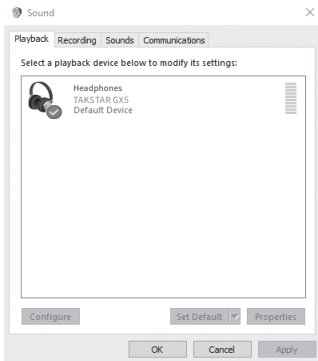 Sound
Playback Recording Sounds Communications
Select a playback device below to modify its settings:
Headphones
TAKSTAR GX5
Default Device
Configure Set Default Properties
OK Cancel Apply